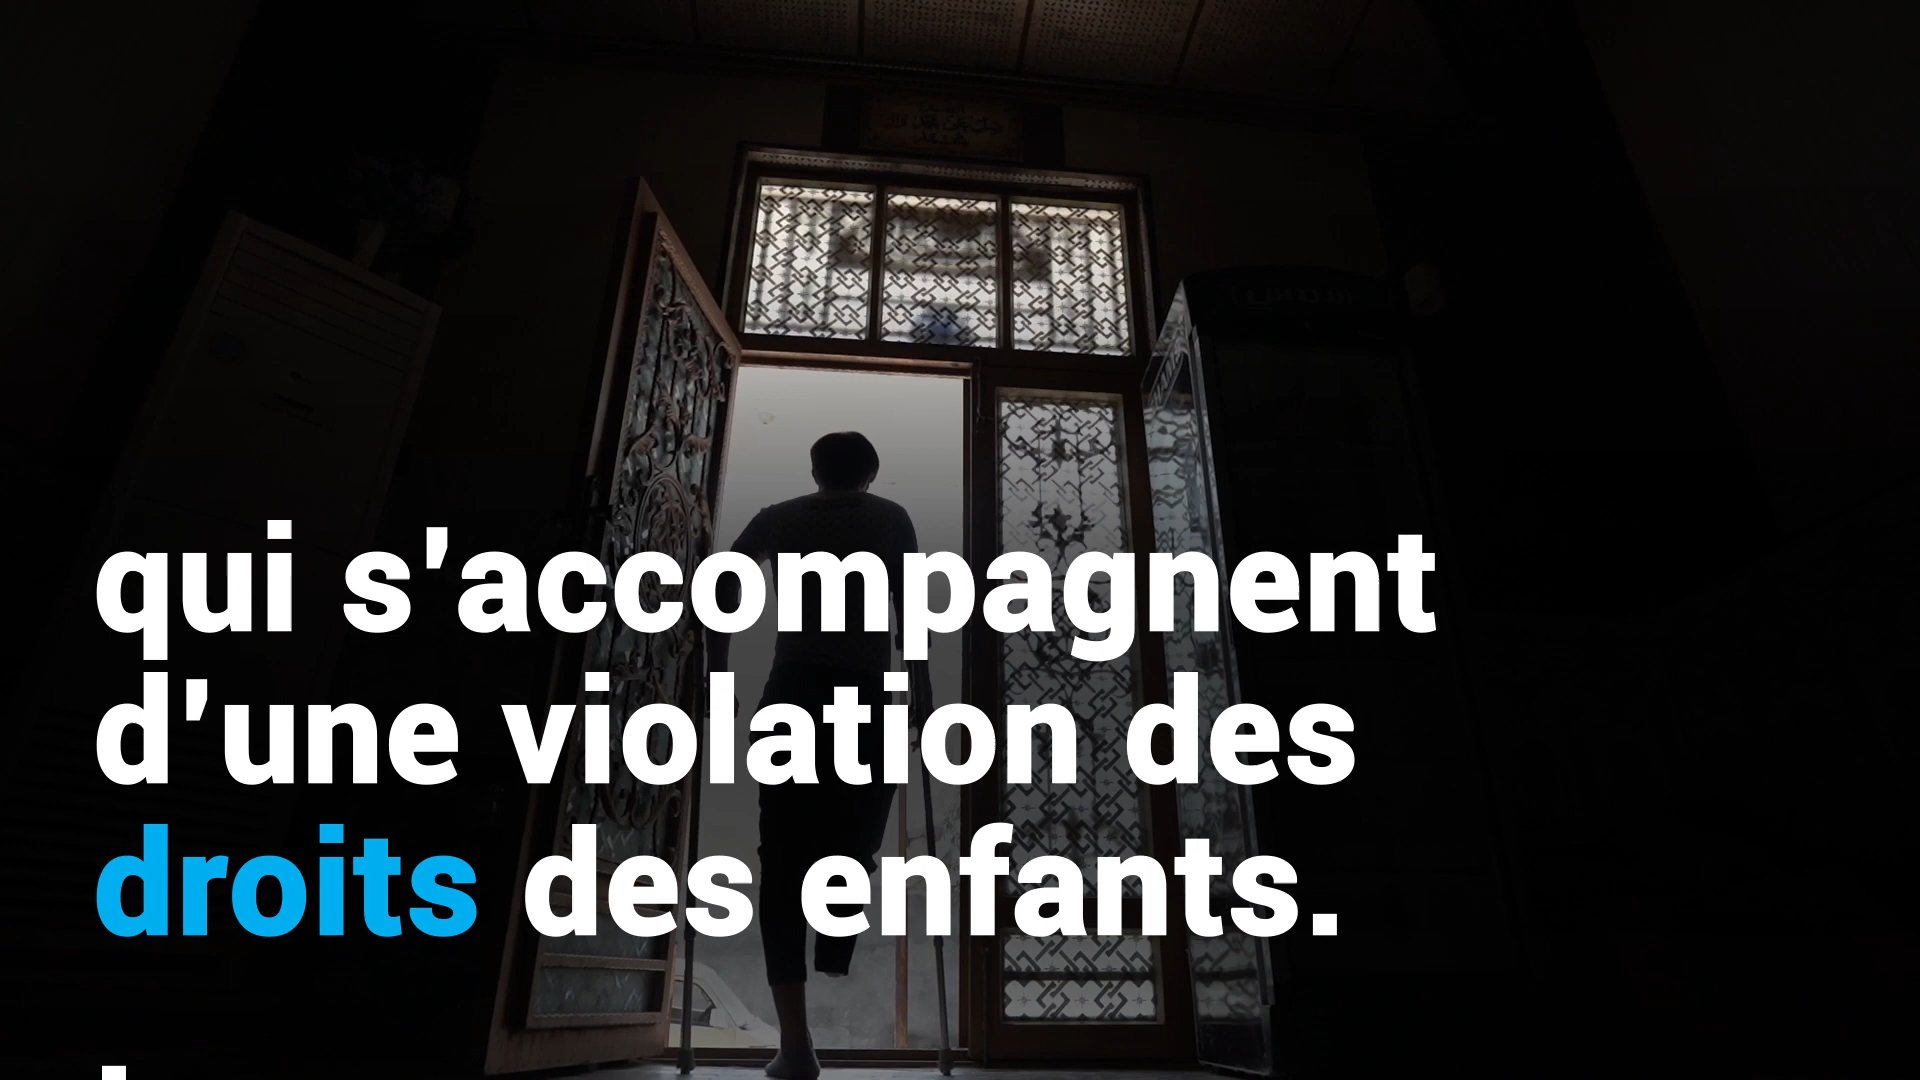 qui s'accompagnent
d'une violation des
droits des enfants.